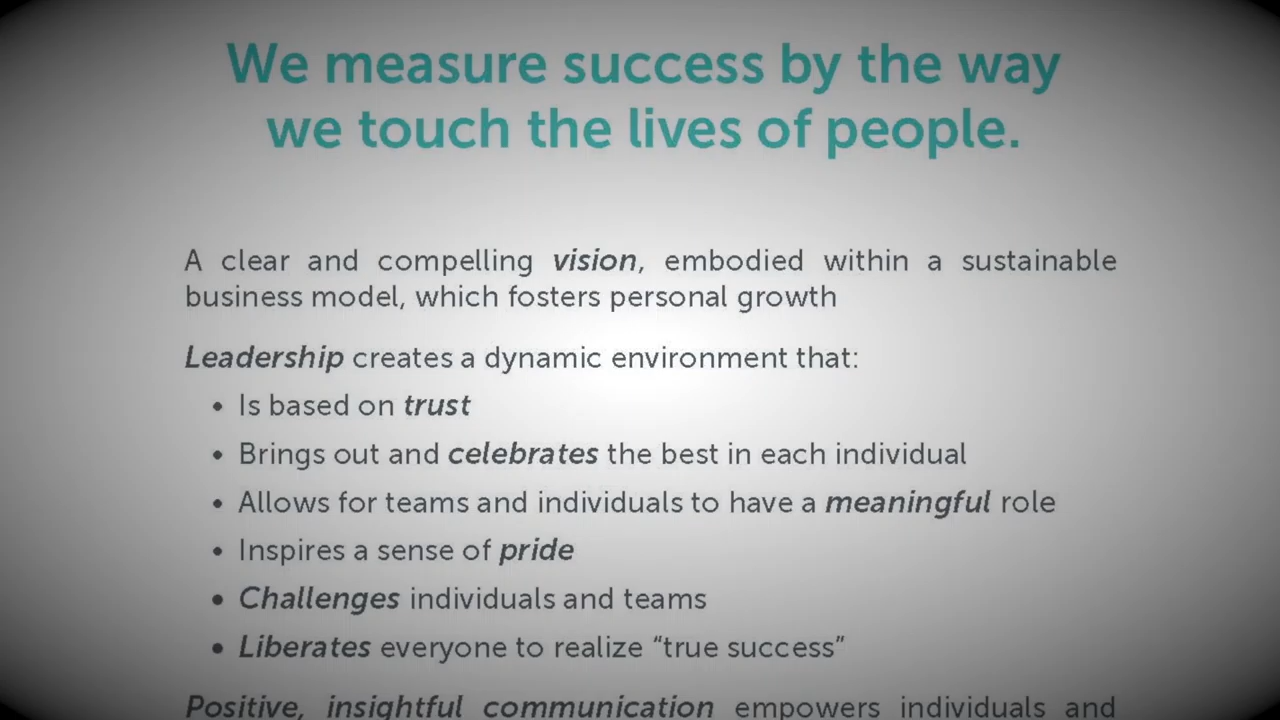 We measure success by the way
we touch the lives of people.
A clear and compelling vision, embodied within a sustainable
business model, which fosters personal growth
Leadership creates a dynamic environment that:
• Is based on trust
• Brings out and celebrates the best in each individual
• Allows for teams and individuals to have a meaningful role
• Inspires a sense of pride
• Challenges individuals and teams
• Liberates everyone to realize “true success”
Positive, insightful communication empowers individuals and